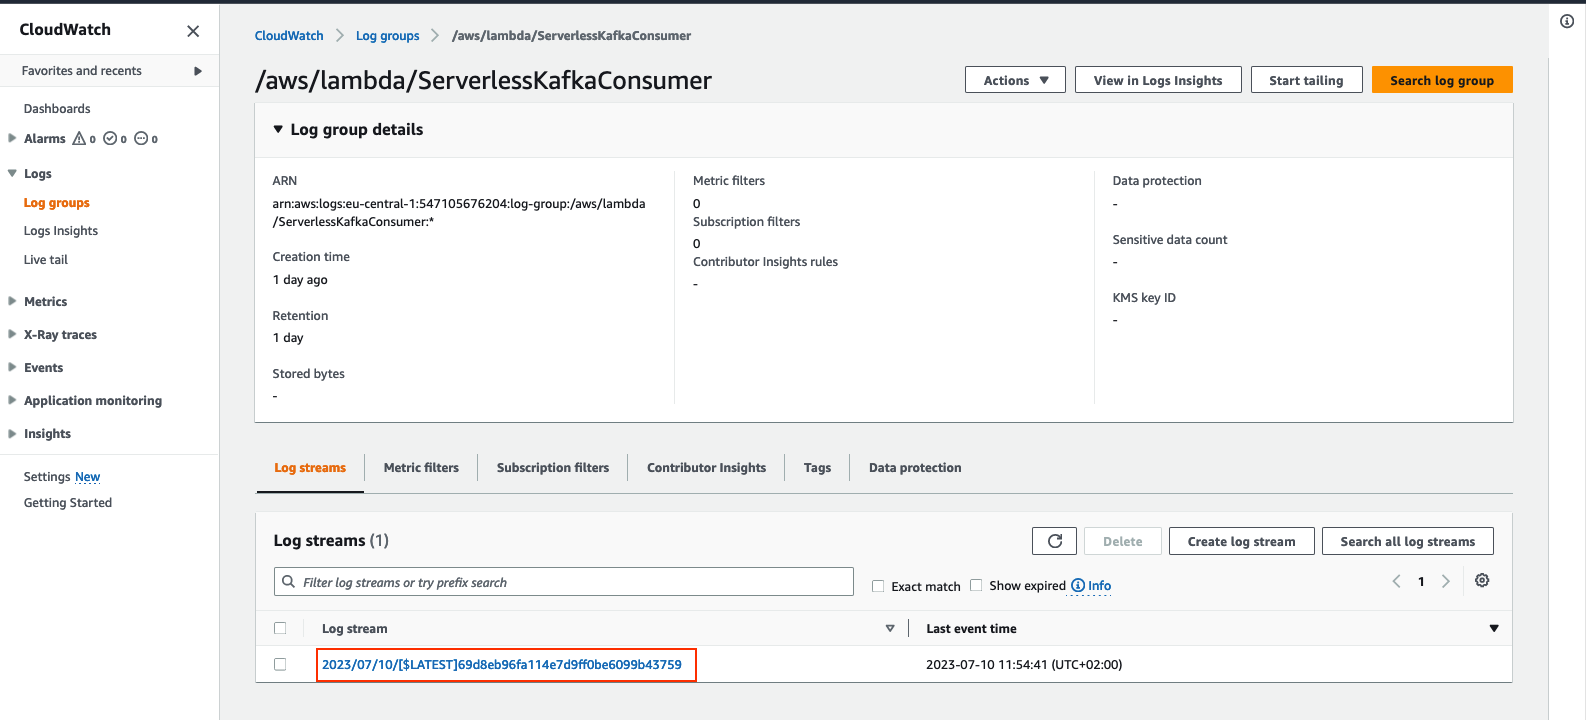 CloudWatch
Favorites and recents
Dashboards
Alarms 0 0 0
Logs
Log groups
Logs Insights
Live tail
Metrics
X-Ray traces
Events
Application monitoring
Insights
Settings New
Getting Started
CloudWatch Log groups /aws/lambda/ServerlessKafkaConsumer
/aws/lambda/ServerlessKafkaConsumer
Actions View in Logs Insights Start tailing Search log group
Log group details
ARN
arn:aws:logs:eu-central-1:547105676204:log-group:/aws/lambda
/ServerlessKafkaConsumer:*
Creation time
1 day ago
Retention
1 day
Stored bytes
-
Metric filters
0
Subscription filters
0
Contributor Insights rules
-
Data protection
-
Sensitive data count
-
KMS key ID
-
Log streams Metric filters Subscription filters Contributor Insights Tags Data protection
Log streams (1)
Delete Create log stream Search all log streams
Filter log streams or try prefix search Exact match Show expired Info 1
Log stream Last event time
2023/07/10/[$LATEST]69d8eb96fa114e7d9ff0be6099b43759 2023-07-10 11:54:41 (UTC+02:00)